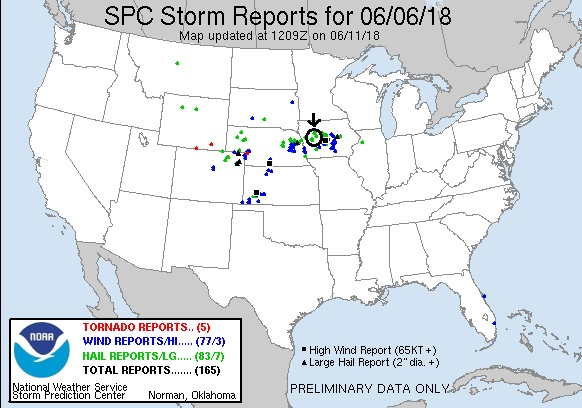 SPC Storm Reports for 06/06/18
Map updated at 1209Z on 06/11/18
NOAA
TORNADO REPORTS.. (5)
WIND REPORTS/HI..... (77/3)
HAIL REPORTS/LG..... (83/7)
TOTAL REPORTS....... (165)
National Weather Service
Storm Prediction Center Norman, Oklahoma
High Wind Report (65KT +)
Large Hail Report (2" dia. +)
PRELIMINARY DATA ONLY